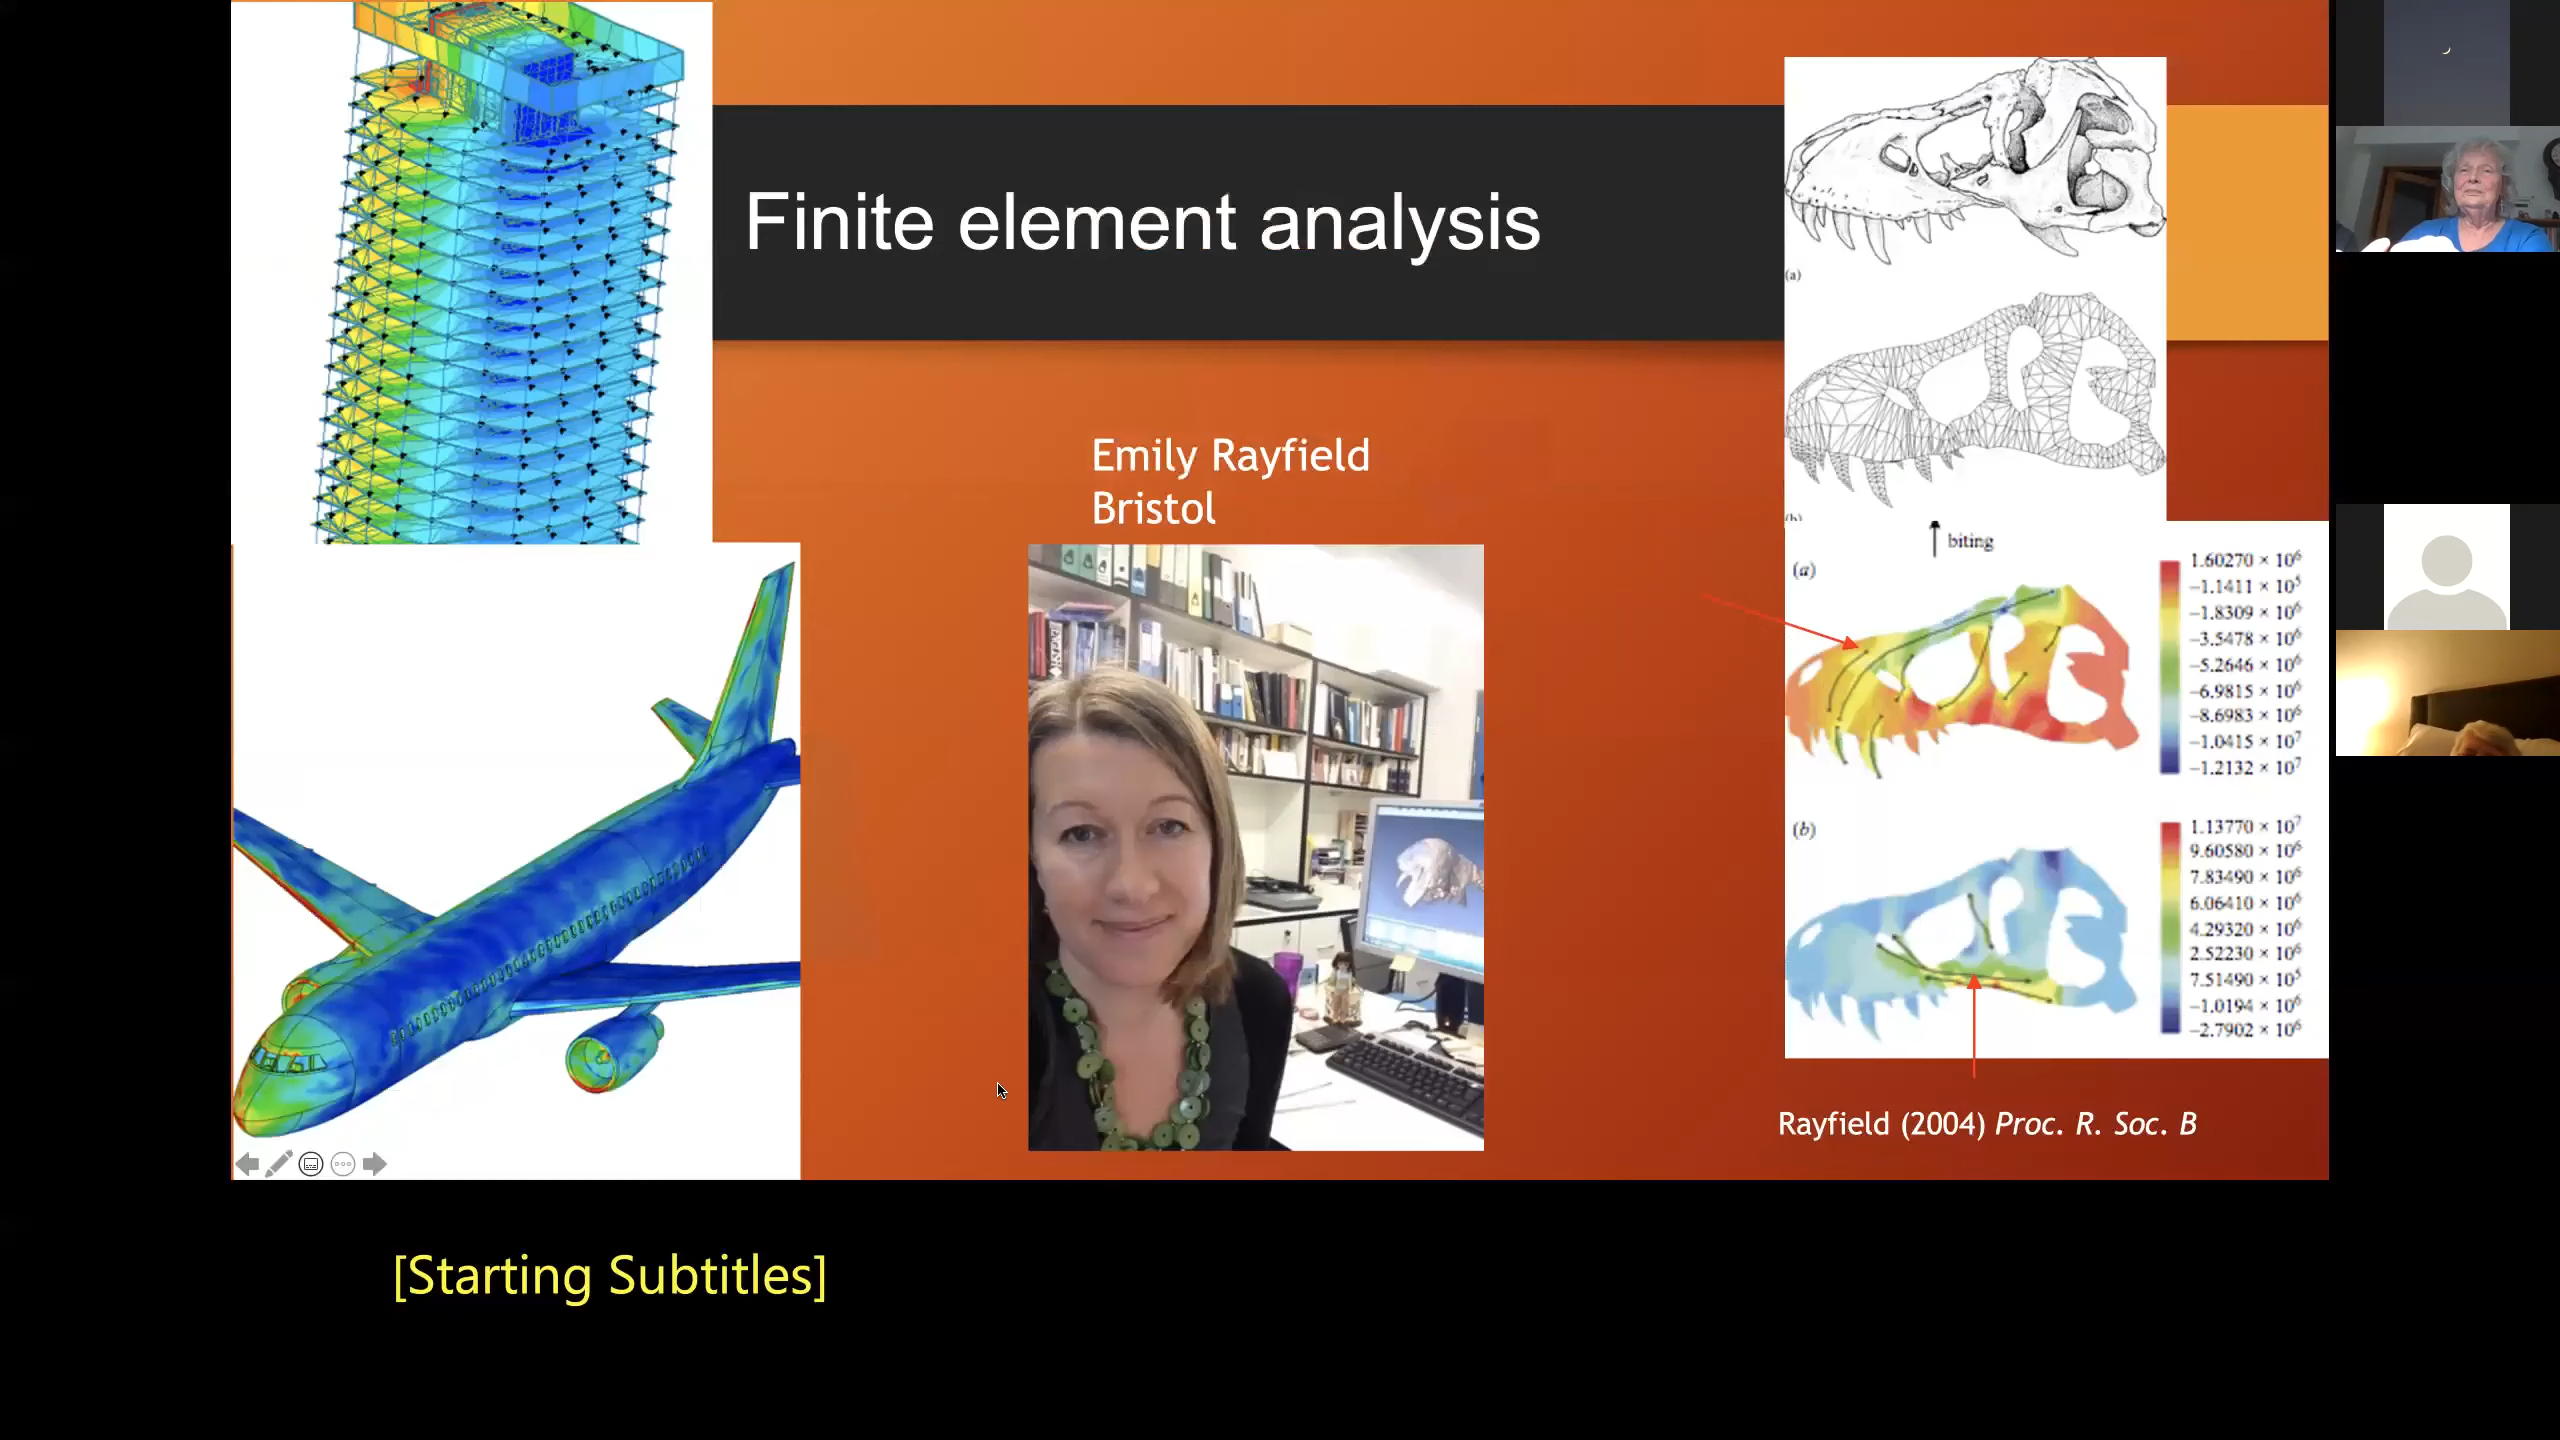 Finite element analysis
Emily Rayfield
Bristol
(a)
(b)
biting
(a)
1.60270 × 10⁶
–1.1411 × 10⁵
–1.8309 × 10⁶
–3.5478 × 10⁶
–5.2646 × 10⁶
–6.9815 × 10⁶
–8.6983 × 10⁶
–1.0415 × 10⁷
–1.2132 × 10⁷
(b)
1.13770 × 10⁷
9.60580 × 10⁶
7.83490 × 10⁶
6.06410 × 10⁶
4.29320 × 10⁶
2.52230 × 10⁶
7.51490 × 10⁵
–1.0194 × 10⁶
–2.7902 × 10⁶
Rayfield (2004) Proc. R. Soc. B
[Starting Subtitles]